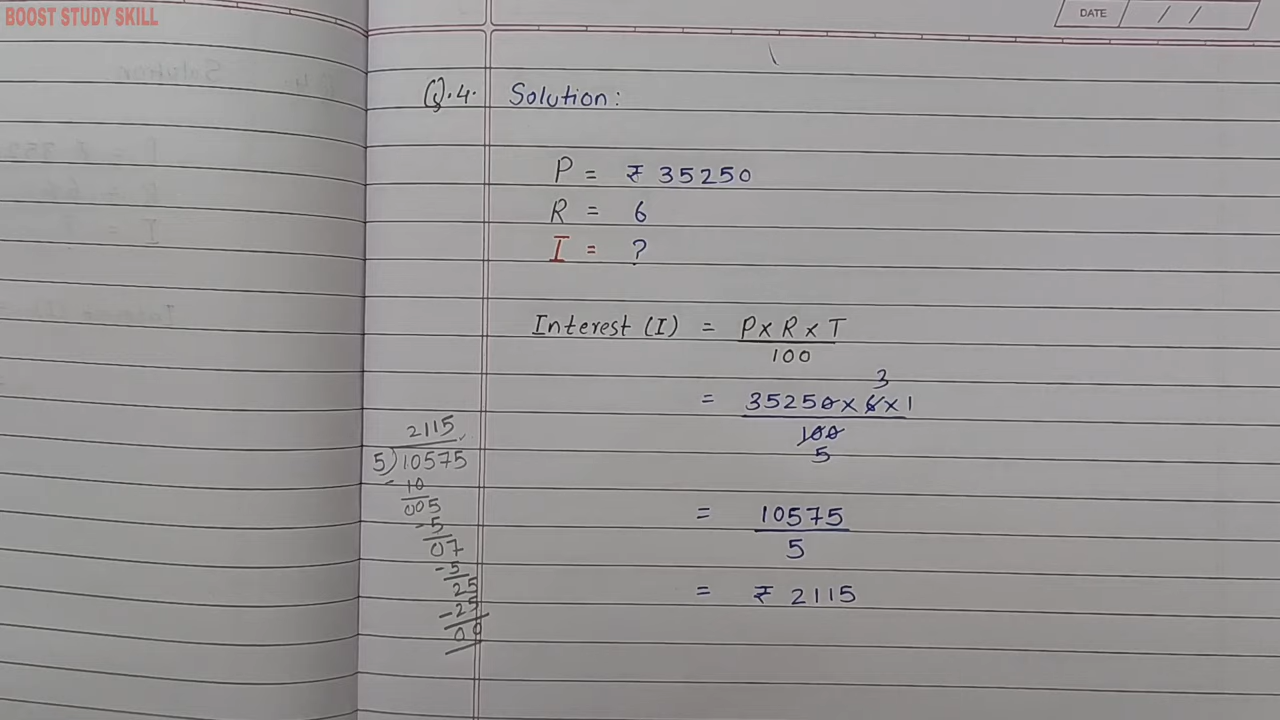 BOOST STUDY SKILL
DATE / /
Q.4. Solution:
P = ₹ 35250
R = 6
I = ?
Interest (I) = P x R x T
100
3
= 35250 x 6 x 1
100
5
= 10575
5
= ₹ 2115
2115
5) 10575
- 10
005
- 5
07
- 5
25
- 25
00